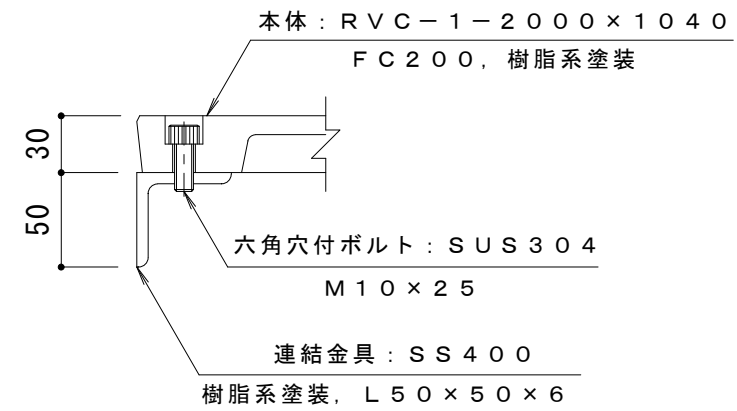 本体：ＲＶＣ－１－２０００×１０４０
ＦＣ２００，樹脂系塗装
30
50
六角穴付ボルト：ＳＵＳ３０４
Ｍ１０×２５
連結金具：ＳＳ４００
樹脂系塗装，Ｌ５０×５０×６